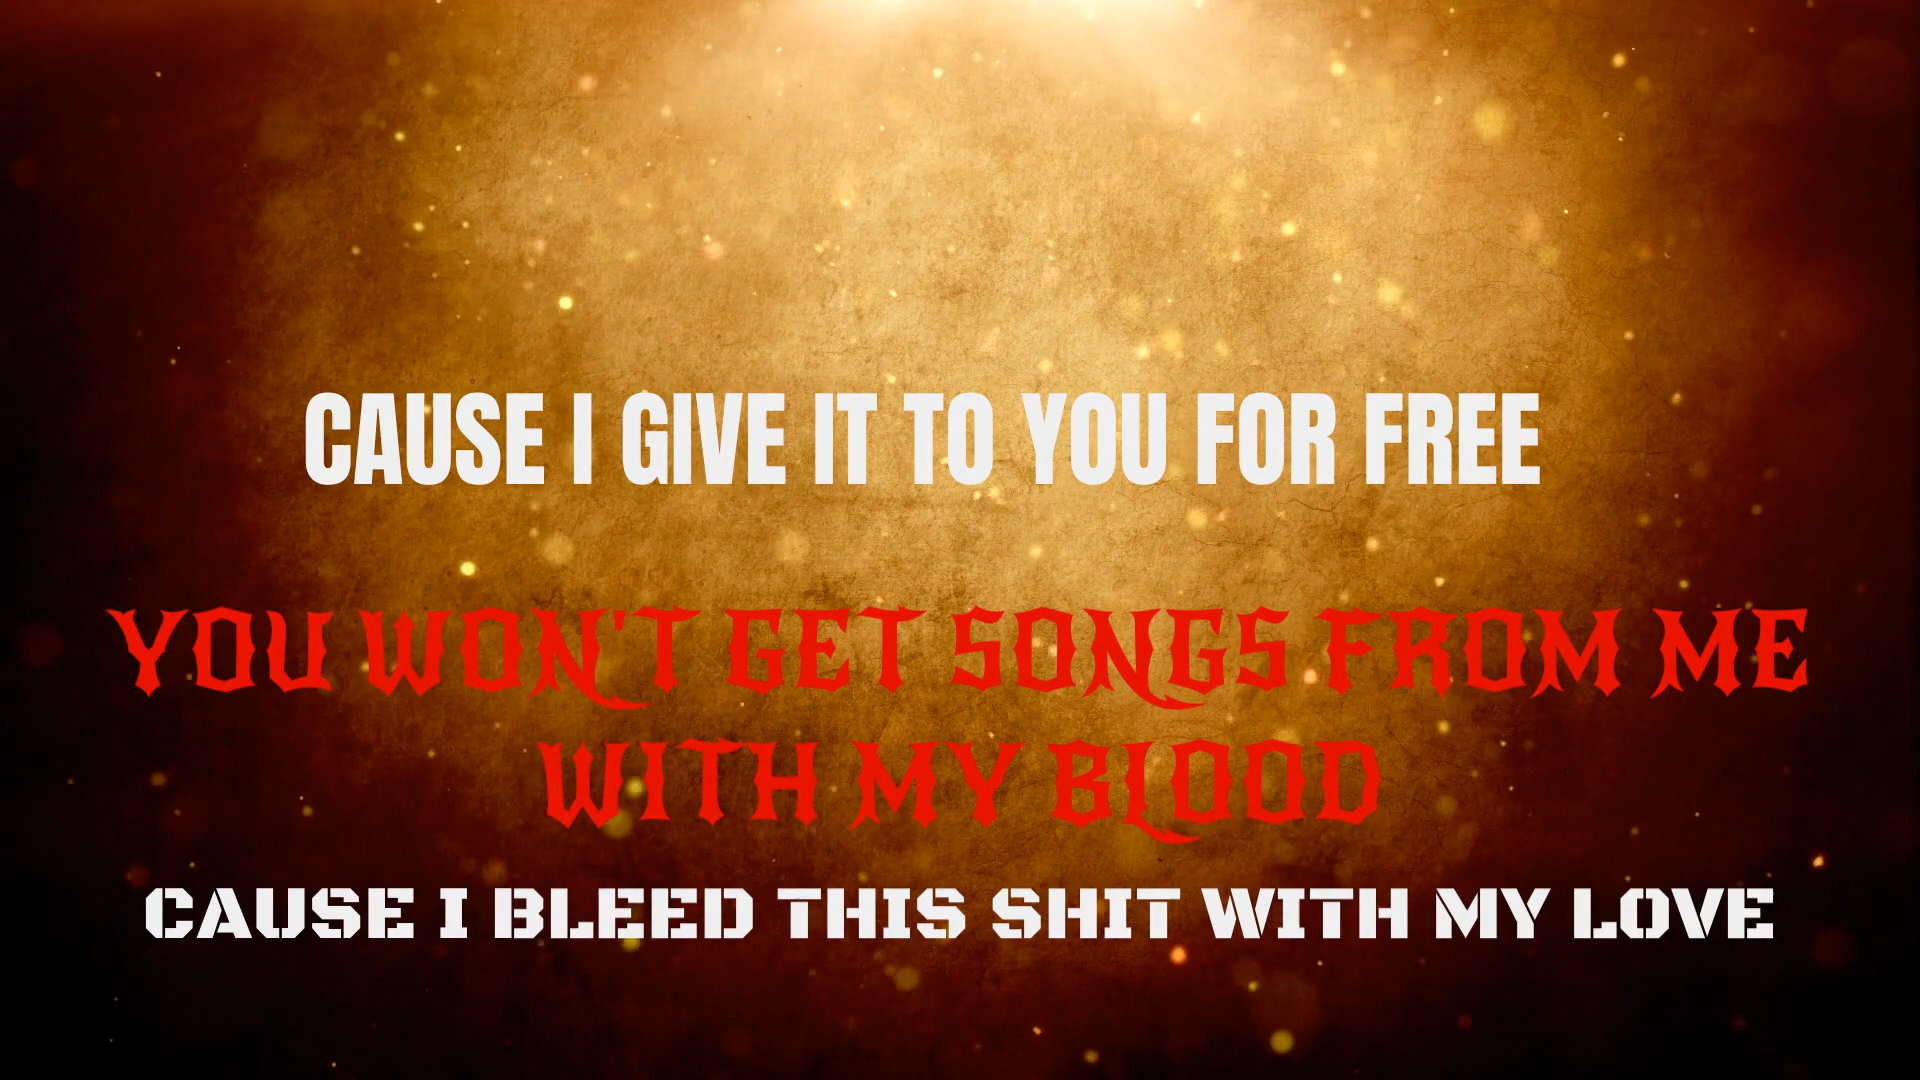 CAUSE I GIVE IT TO YOU FOR FREE
YOU WON'T GET SONGS FROM ME
WITH MY BLOOD
CAUSE I BLEED THIS SHIT WITH MY LOVE